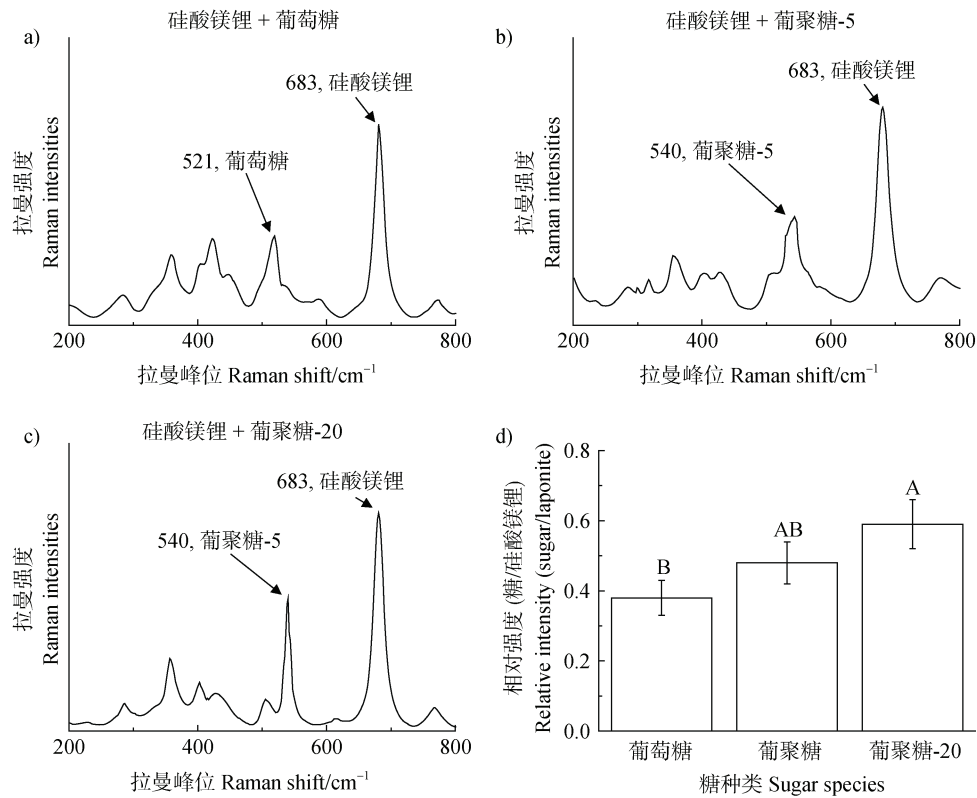 a)
硅酸镁锂 + 葡萄糖
683, 硅酸镁锂
521, 葡萄糖
拉曼强度
Raman intensities
200
400
600
800
拉曼峰位 Raman shift/cm⁻¹
b)
硅酸镁锂 + 葡聚糖-5
683, 硅酸镁锂
540, 葡聚糖-5
拉曼强度
Raman intensities
200
400
600
800
拉曼峰位 Raman shift/cm⁻¹
c)
硅酸镁锂 + 葡聚糖-20
683, 硅酸镁锂
540, 葡聚糖-5
拉曼强度
Raman intensities
200
400
600
800
拉曼峰位 Raman shift/cm⁻¹
d)
相对强度 (糖/硅酸镁锂)
Relative intensity (sugar/laponite)
0.8
0.6
0.4
0.2
0.0
B
AB
A
葡萄糖
葡聚糖
葡聚糖-20
糖种类 Sugar species